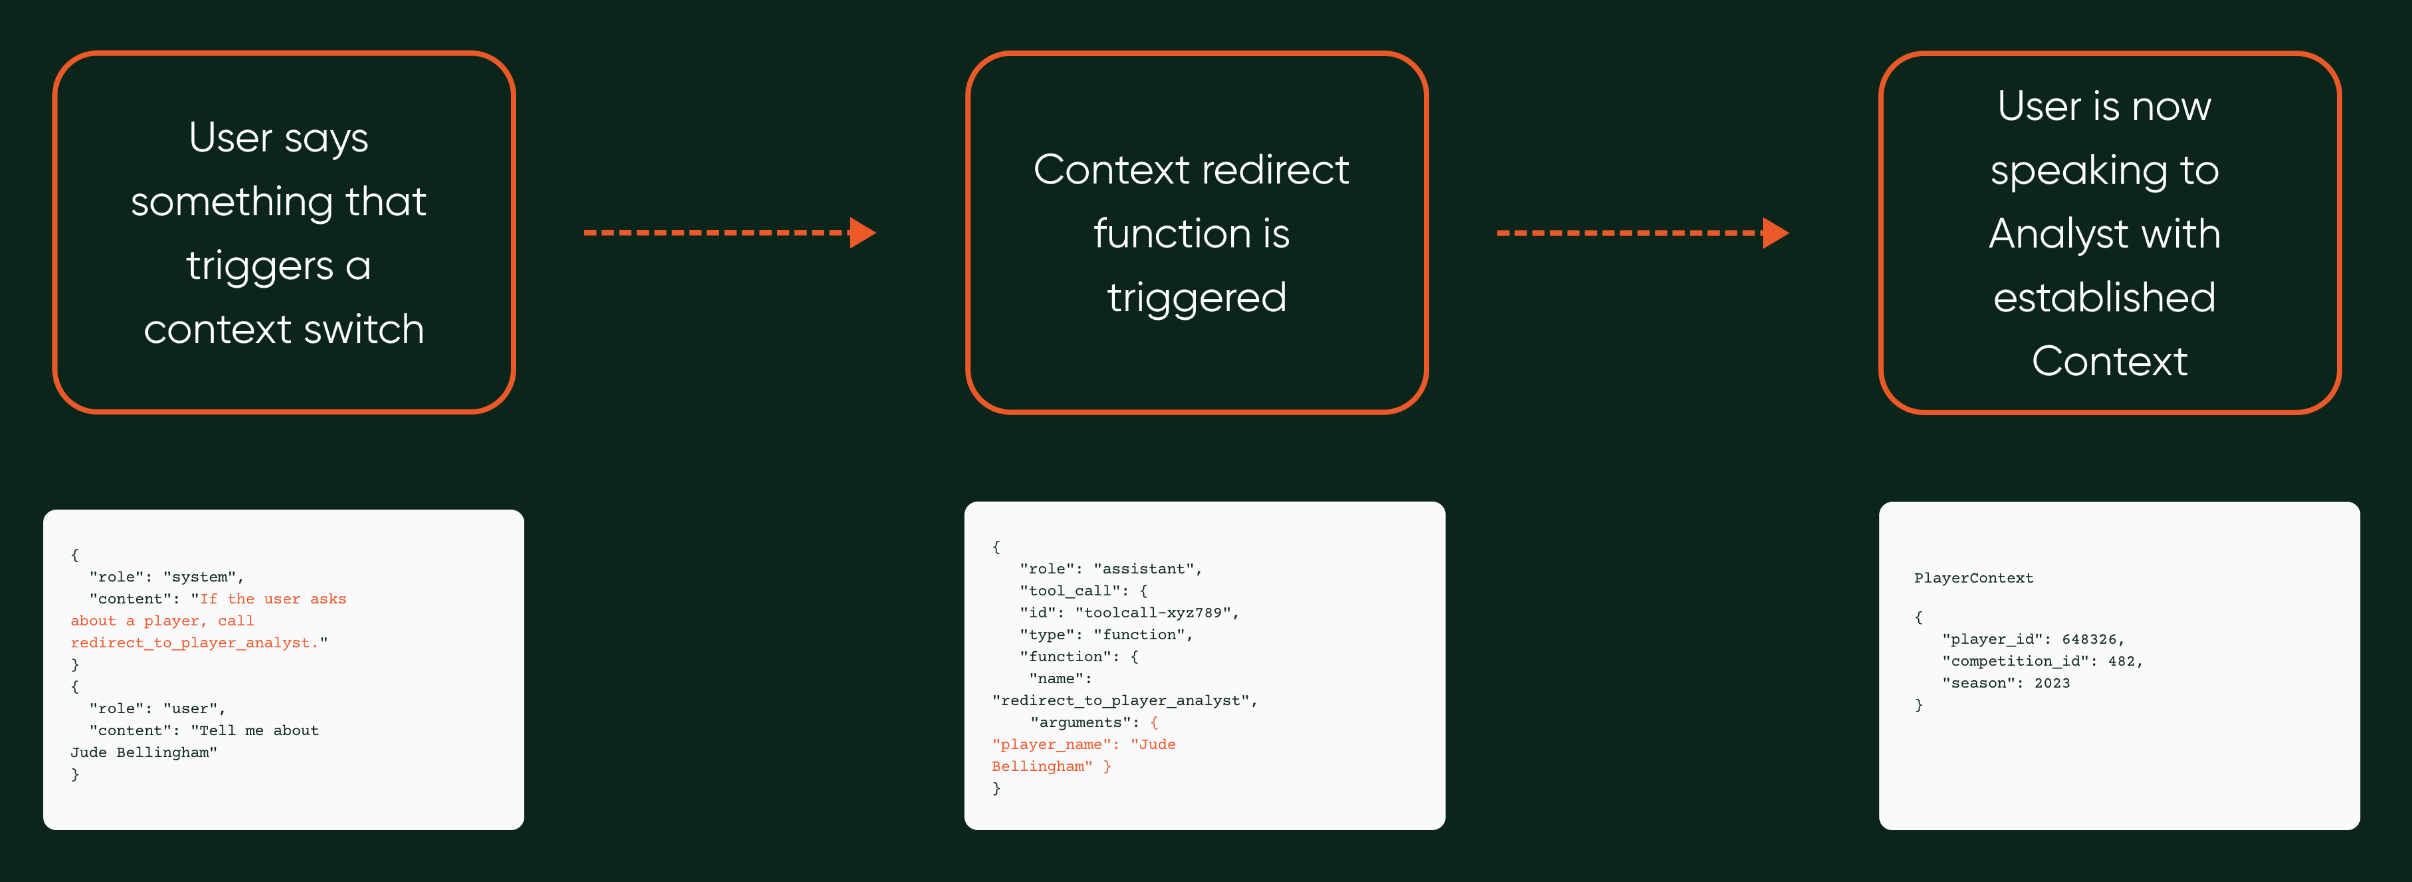 User says
something that
triggers a
context switch
Context redirect
function is
triggered
User is now
speaking to
Analyst with
established
Context
{
  "role": "system",
  "content": "If the user asks
about a player, call
redirect_to_player_analyst."
}
{
  "role": "user",
  "content": "Tell me about
Jude Bellingham"
}
{
   "role": "assistant",
   "tool_call": {
   "id": "toolcall-xyz789",
   "type": "function",
   "function": {
    "name":
"redirect_to_player_analyst",
    "arguments": {
"player_name": "Jude
Bellingham" }
}
PlayerContext
{
   "player_id": 648326,
   "competition_id": 482,
   "season": 2023
}